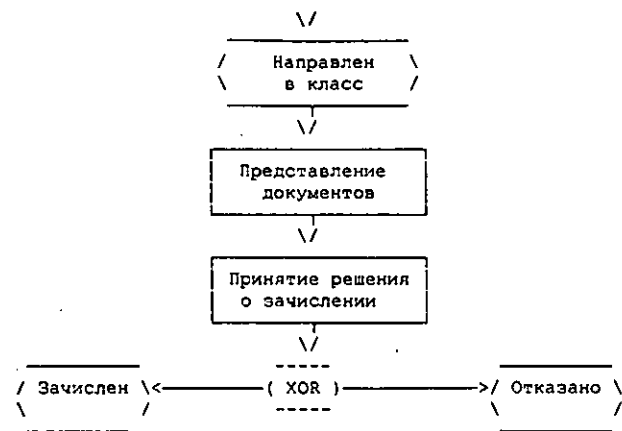 Направлен
в класс
Представление
документов
Принятие решения
о зачислении
Зачислен
XOR
Отказано